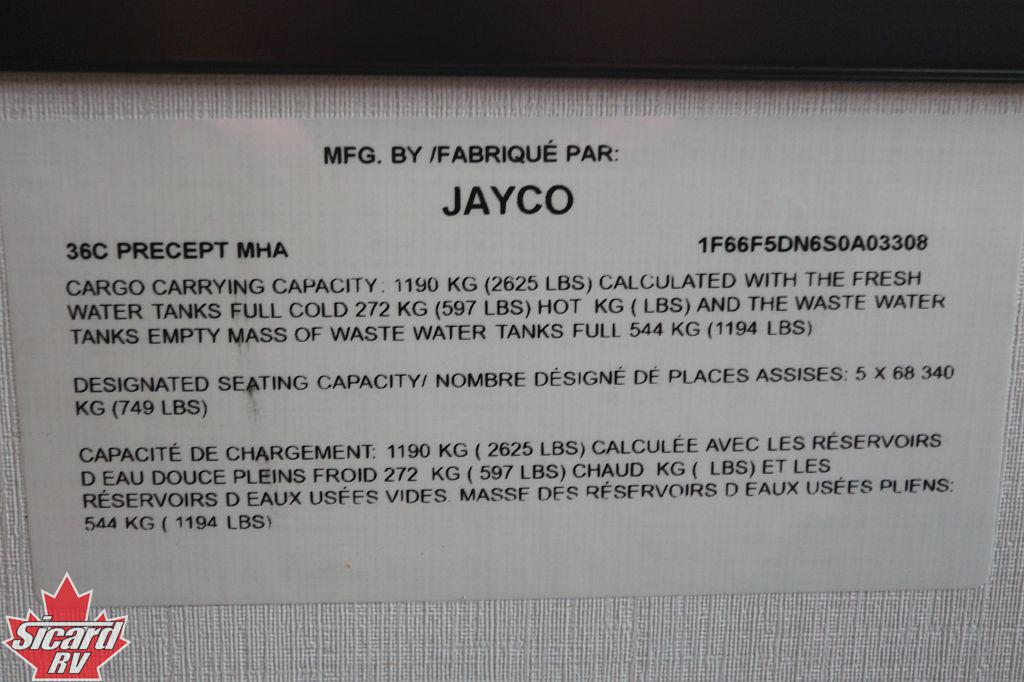 MFG. BY /FABRIQUÉ PAR:
JAYCO
36C PRECEPT MHA 1F66F5DN6S0A03308
CARGO CARRYING CAPACITY: 1190 KG (2625 LBS) CALCULATED WITH THE FRESH
WATER TANKS FULL COLD 272 KG (597 LBS) HOT KG ( LBS) AND THE WASTE WATER
TANKS EMPTY MASS OF WASTE WATER TANKS FULL 544 KG (1194 LBS)
DESIGNATED SEATING CAPACITY/ NOMBRE DÉSIGNÉ DÉ PLACES ASSISES: 5 X 68 340
KG (749 LBS)
CAPACITÉ DE CHARGEMENT: 1190 KG ( 2625 LBS) CALCULÉE AVEC LES RÉSERVOIRS
D EAU DOUCE PLEINS FROID 272 KG ( 597 LBS) CHAUD KG ( LBS) ET LES
RÉSERVOIRS D EAUX USÉES VIDES. MASSE DES RÉSERVOIRS D EAUX USÉES PLIENS:
544 KG ( 1194 LBS)
Sicard
RV